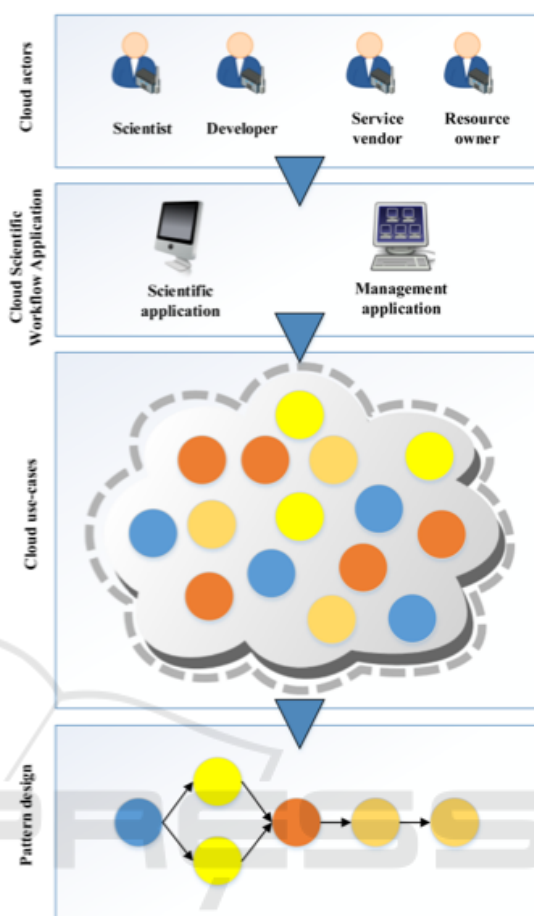 Cloud actors
Scientist
Developer
Service
vendor
Resource
owner
Cloud Scientific
Workflow Application
Scientific
application
Management
application
Cloud use-cases
Pattern design
PRESS